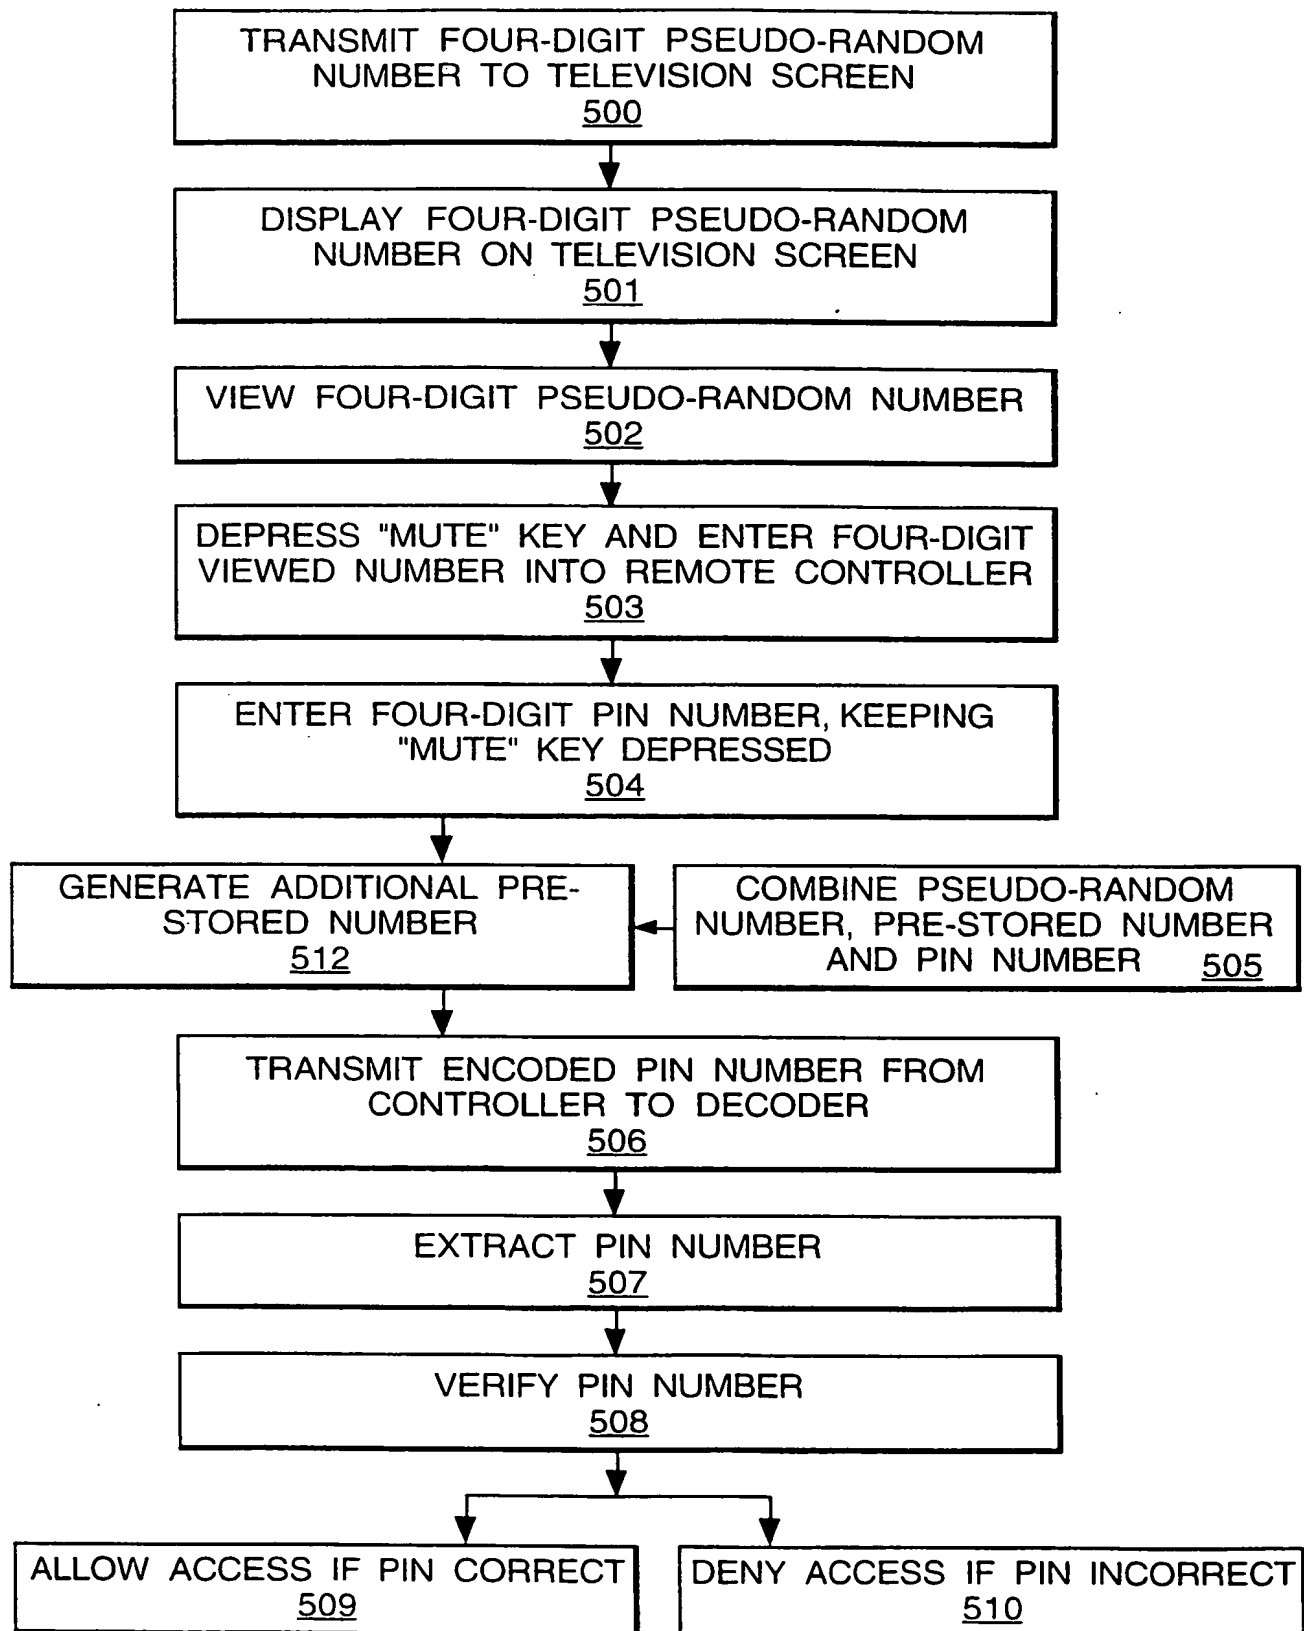 TRANSMIT FOUR-DIGIT PSEUDO-RANDOM
NUMBER TO TELEVISION SCREEN
500
DISPLAY FOUR-DIGIT PSEUDO-RANDOM
NUMBER ON TELEVISION SCREEN
501
VIEW FOUR-DIGIT PSEUDO-RANDOM NUMBER
502
DEPRESS "MUTE" KEY AND ENTER FOUR-DIGIT
VIEWED NUMBER INTO REMOTE CONTROLLER
503
ENTER FOUR-DIGIT PIN NUMBER, KEEPING
"MUTE" KEY DEPRESSED
504
GENERATE ADDITIONAL PRE-
STORED NUMBER
512
COMBINE PSEUDO-RANDOM
NUMBER, PRE-STORED NUMBER
AND PIN NUMBER 505
TRANSMIT ENCODED PIN NUMBER FROM
CONTROLLER TO DECODER
506
EXTRACT PIN NUMBER
507
VERIFY PIN NUMBER
508
ALLOW ACCESS IF PIN CORRECT
509
DENY ACCESS IF PIN INCORRECT
510